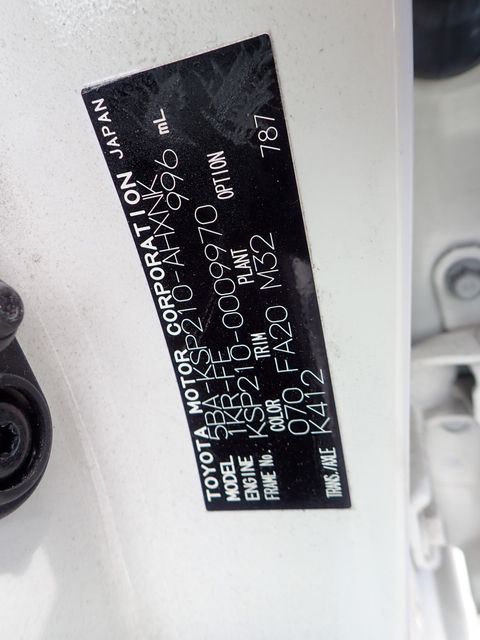 TOYOTA MOTOR CORPORATION JAPAN
MODEL 5BA-KSP210-AHXNK
ENGINE 1KR-FE 996 mL
FRAME No. KSP210-0009970
COLOR TRIM PLANT OPTION
070 FA20 M32 787
TRANS./AXLE K412